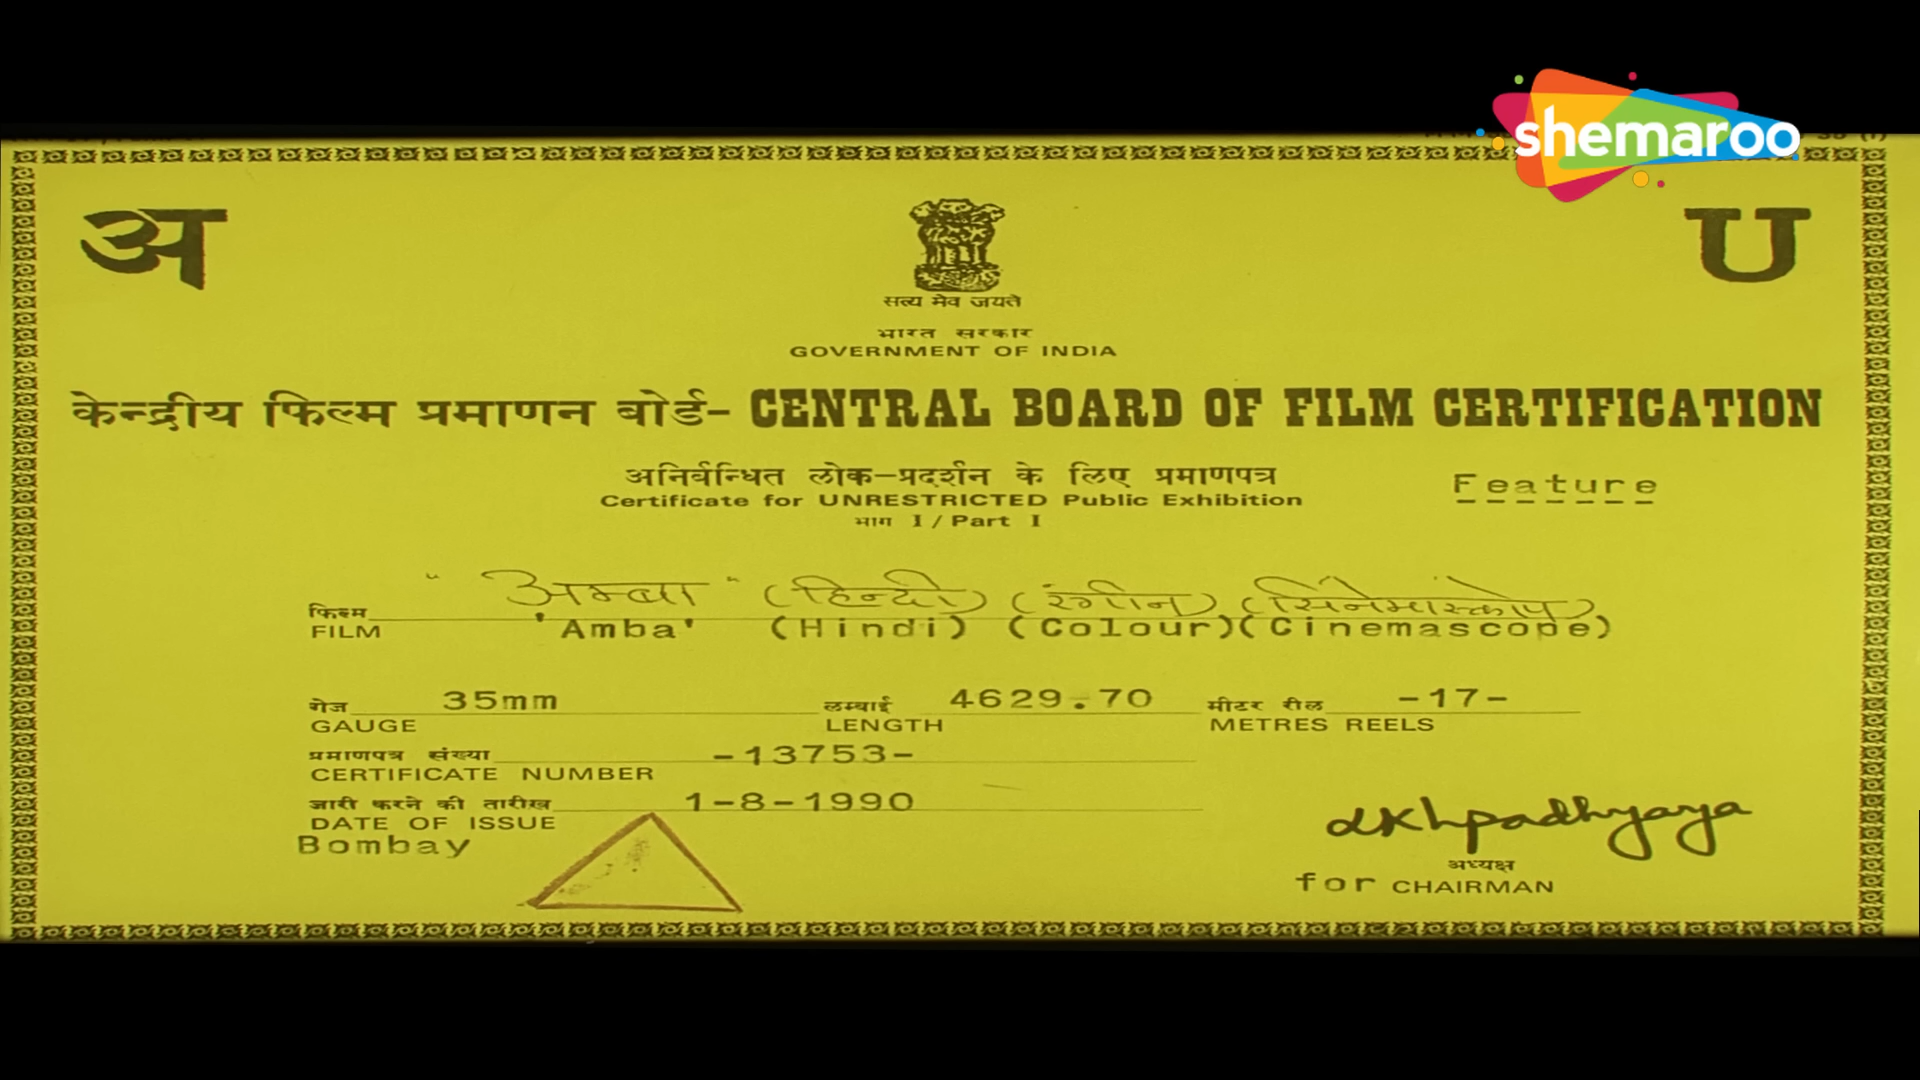 shemaroo
अ
U
सत्यमेव जयते
भारत सरकार
GOVERNMENT OF INDIA
केन्द्रीय फिल्म प्रमाणन बोर्ड- CENTRAL BOARD OF FILM CERTIFICATION
अनिर्बन्धित लोक-प्रदर्शन के लिए प्रमाणपत्र
Feature
Certificate for UNRESTRICTED Public Exhibition
भाग I / Part I
फिल्म "अम्बा" (हिन्दी) (रंगीन) (सिनेमास्कोप)
FILM 'Amba' (Hindi) (Colour) (Cinemascope)
गेज 35mm लम्बाई 4629.70 मीटर रील -17-
GAUGE LENGTH METRES REELS
प्रमाणपत्र संख्या -13753-
CERTIFICATE NUMBER
जारी करने की तारीख 1-8-1990
DATE OF ISSUE
Bombay
अध्यक्ष
for CHAIRMAN